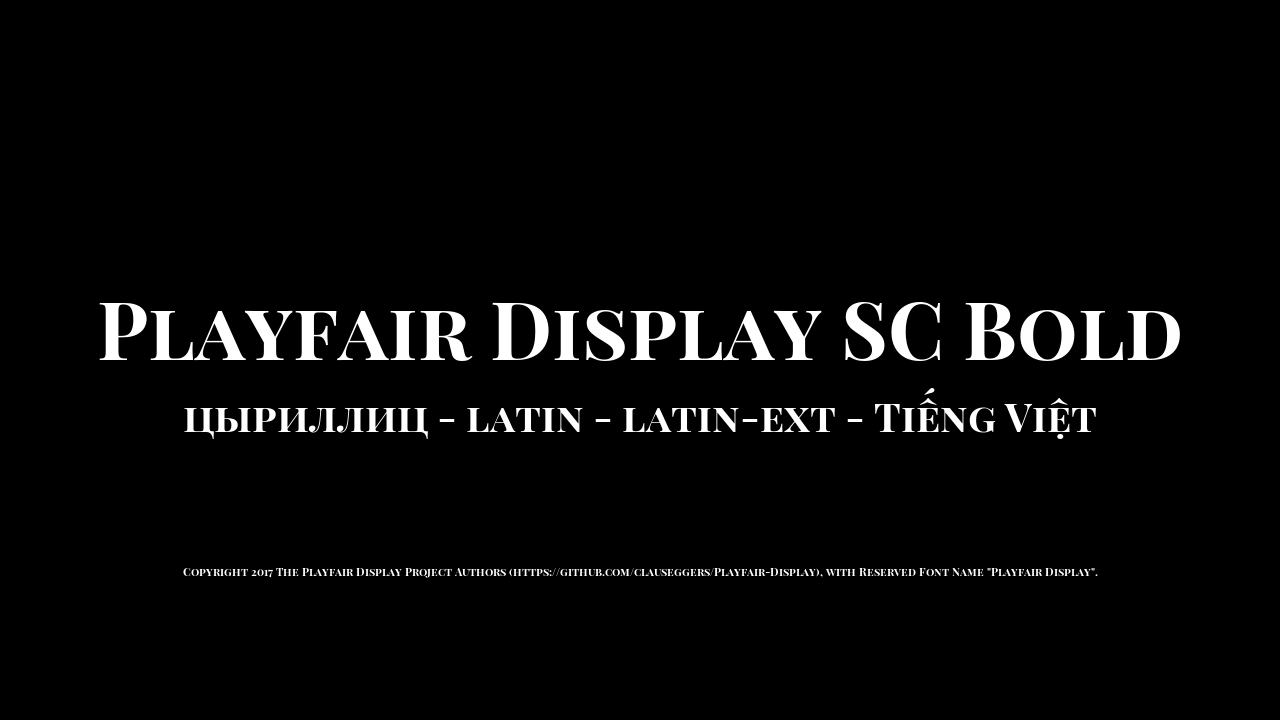 Playfair Display SC Bold
цыриллиц - latin - latin-ext - Tiếng Việt
Copyright 2017 The Playfair Display Project Authors (https://github.com/clauseggers/Playfair-Display), with Reserved Font Name "Playfair Display".